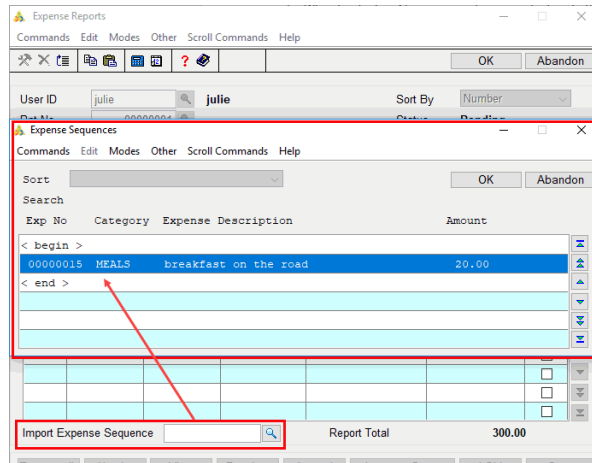 Expense Reports
Commands Edit Modes Other Scroll Commands Help
OK Abandon
User ID julie julie Sort By Number
Expense Sequences
Commands Edit Modes Other Scroll Commands Help
Sort OK Abandon
Search
Exp No Category Expense Description Amount
< begin >
00000015 MEALS breakfast on the road 20.00
< end >
Import Expense Sequence Report Total 300.00